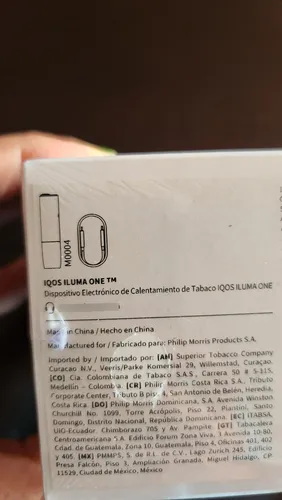 M0004
IQOS ILUMA ONE™
Dispositivo Electrónico de Calentamiento de Tabaco IQOS ILUMA ONE
Made in China / Hecho en China
Manufactured for / Fabricado para: Philip Morris Products S.A.
Imported by / Importado por: [AH] Superior Tobacco Company
Curacao N.V., Verris/Parke Komersial 29, Willemstad, Curaçao.
[CO] Cía. Colombiana de Tabaco S.A.S., Carrera 50 8 S-115,
Medellín – Colombia. [CR] Philip Morris Costa Rica S.A., Tributo
Corporate Center, Tributo B piso 4, San Antonio de Belén, Heredia,
Costa Rica. [DO] Philip Morris Dominicana, S.A. Avenida Winston
Churchill No. 1099, Torre Acrópolis, Piso 22, Piantini, Santo
Domingo, Distrito Nacional, República Dominicana. [EC] ITABSA,
UIO-Ecuador. Chimborazo 705 y Av Pampite. [GT] Tabacalera
Centroamericana S.A. Edificio Forum Zona Viva, 3 Avenida 10-80,
Ciudad de Guatemala, Zona 10, Guatemala, Piso 4, Oficinas 401, 402
y 405. [MX] PMMPS, S. de R.L. de C.V., Lago Zurich 245, Edificio
Presa Falcón, Piso 3, Ampliación Granada, Miguel Hidalgo, CP
11529, Ciudad de México, México